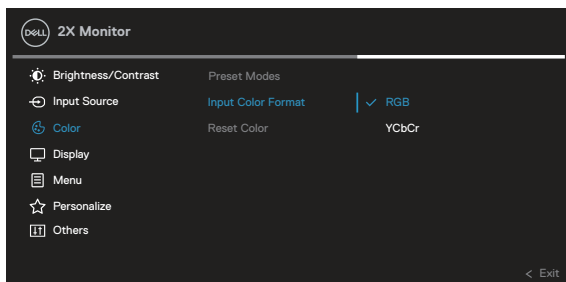 DELL 2X Monitor
Brightness/Contrast Preset Modes
Input Source Input Color Format RGB
Color Reset Color YCbCr
Display
Menu
Personalize
Others
< Exit